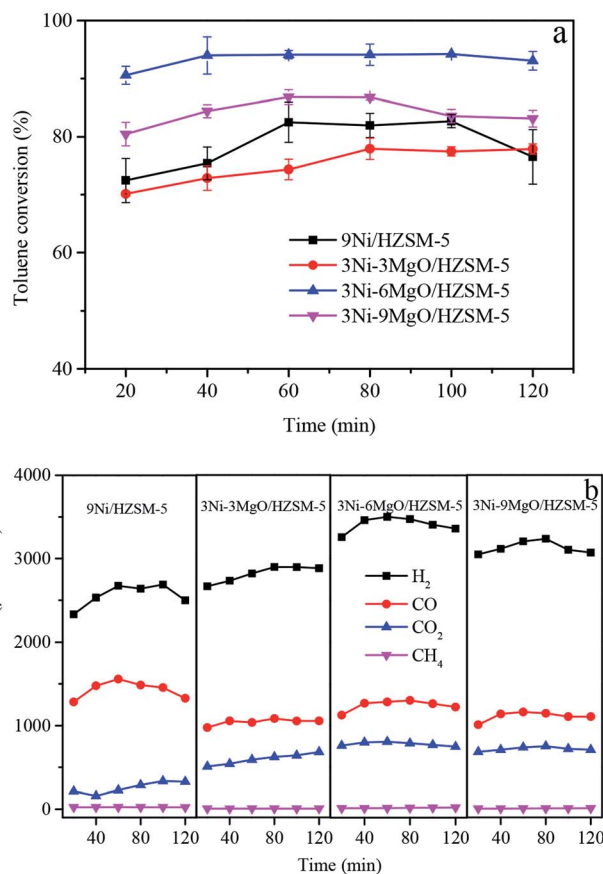 a
100
80
60
40
Toluene conversion (%)
9Ni/HZSM-5
3Ni-3MgO/HZSM-5
3Ni-6MgO/HZSM-5
3Ni-9MgO/HZSM-5
20 40 60 80 100 120
Time (min)
b
4000
3000
2000
1000
0
9Ni/HZSM-5 3Ni-3MgO/HZSM-5 3Ni-6MgO/HZSM-5 3Ni-9MgO/HZSM-5
H₂
CO
CO₂
CH₄
40 80 120 40 80 120 40 80 120 40 80 120
Time (min)